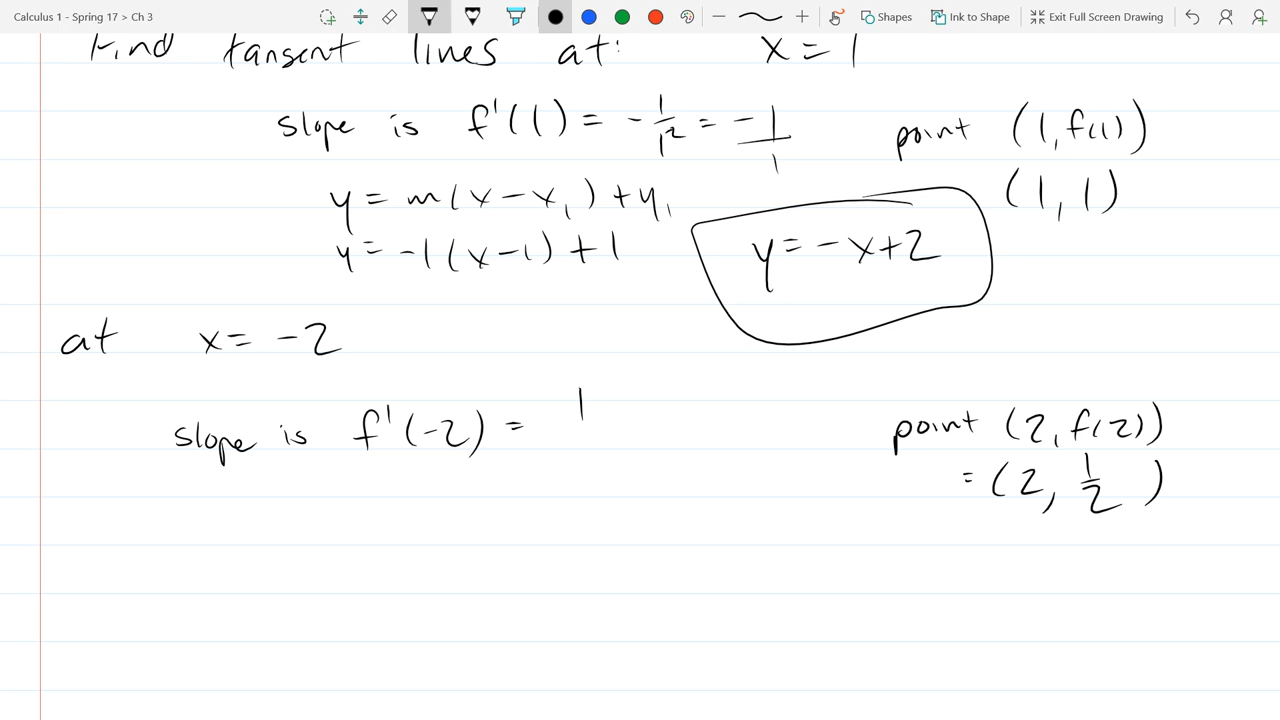 Calculus 1 - Spring 17 > Ch 3
Shapes Ink to Shape Exit Full Screen Drawing
Find tangent lines at: x = 1
slope is f'(1) = - 1/1² = - 1/1 point (1, f(1))
y = m(x - x₁) + y₁ (1, 1)
y = -1(x - 1) + 1 y = -x + 2
at x = -2
slope is f'(-2) = 1 point (2, f(2))
= (2, 1/2)